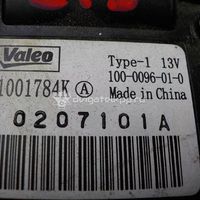 Valeo
Type-1 13V
1001784K A
100-0096-01-0
Made in China
0207101A